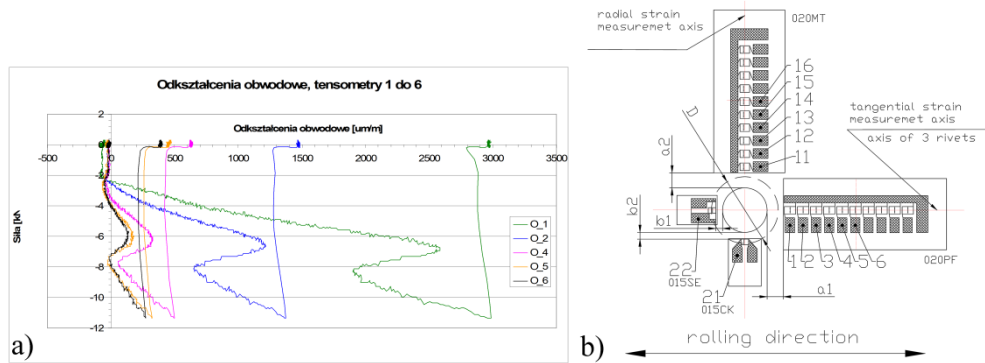 a)
Odkształcenia obwodowe, tensometry 1 do 6
Odkształcenia obwodowe [um/m]
-500 0 500 1000 1500 2000 2500 3000 3500
2
0
-2
-4
-6
-8
-10
-12
Siła [kN
O_1
O_2
O_4
O_5
O_6
b)
radial strain
measuremet axis
020MT
16
15
14
13
12
11
tangential strain
measuremet axis
axis of 3 rivets
D
a2
b2
b1
22
015SE
21
015CK
1 2 3 4 5 6
020PF
a1
rolling direction